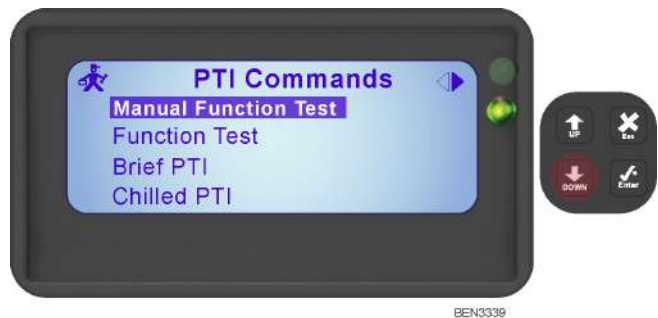 PTI Commands
Manual Function Test
Function Test
Brief PTI
Chilled PTI
UP
Esc
DOWN
Enter
BEN3339